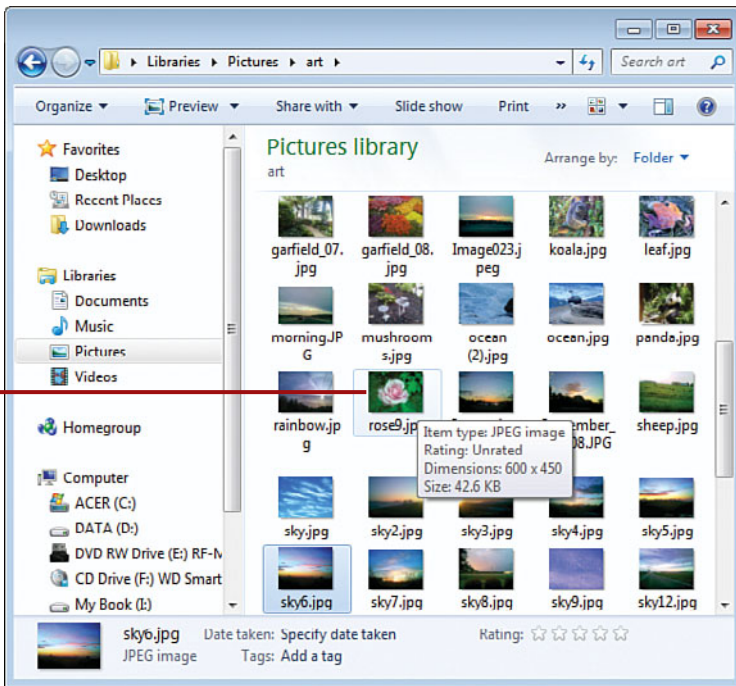 Libraries Pictures art Search art
Organize Preview Share with Slide show Print »
Favorites
Desktop
Recent Places
Downloads
Libraries
Documents
Music
Pictures
Videos
Homegroup
Computer
ACER (C:)
DATA (D:)
DVD RW Drive (E:) RF-N
CD Drive (F:) WD Smart
My Book (I:)
Pictures library
art
Arrange by: Folder
garfield_07. garfield_08. Image023.j koala.jpg leaf.jpg
jpg jpg peg
morning.JP mushroom ocean ocean.jpg panda.jpg
G s.jpg (2).jpg
rainbow.jp rose9.jp sheep.jpg
g 08.JPG
Item type: JPEG image
Rating: Unrated
Dimensions: 600 x 450
Size: 42.6 KB
sky.jpg sky2.jpg sky3.jpg sky4.jpg sky5.jpg
sky6.jpg sky7.jpg sky8.jpg sky9.jpg sky12.jpg
sky6.jpg Date taken: Specify date taken Rating:
JPEG image Tags: Add a tag